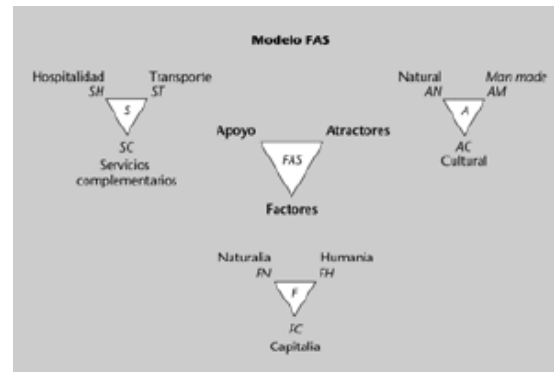 Modelo FAS
Hospitalidad Transporte
SH ST
S
SC
Servicios
complementarios
Natural Man made
AN AM
A
AC
Cultural
Apoyo Atractores
FAS
Factores
Naturalia Humania
FN FH
F
FC
Capitalia